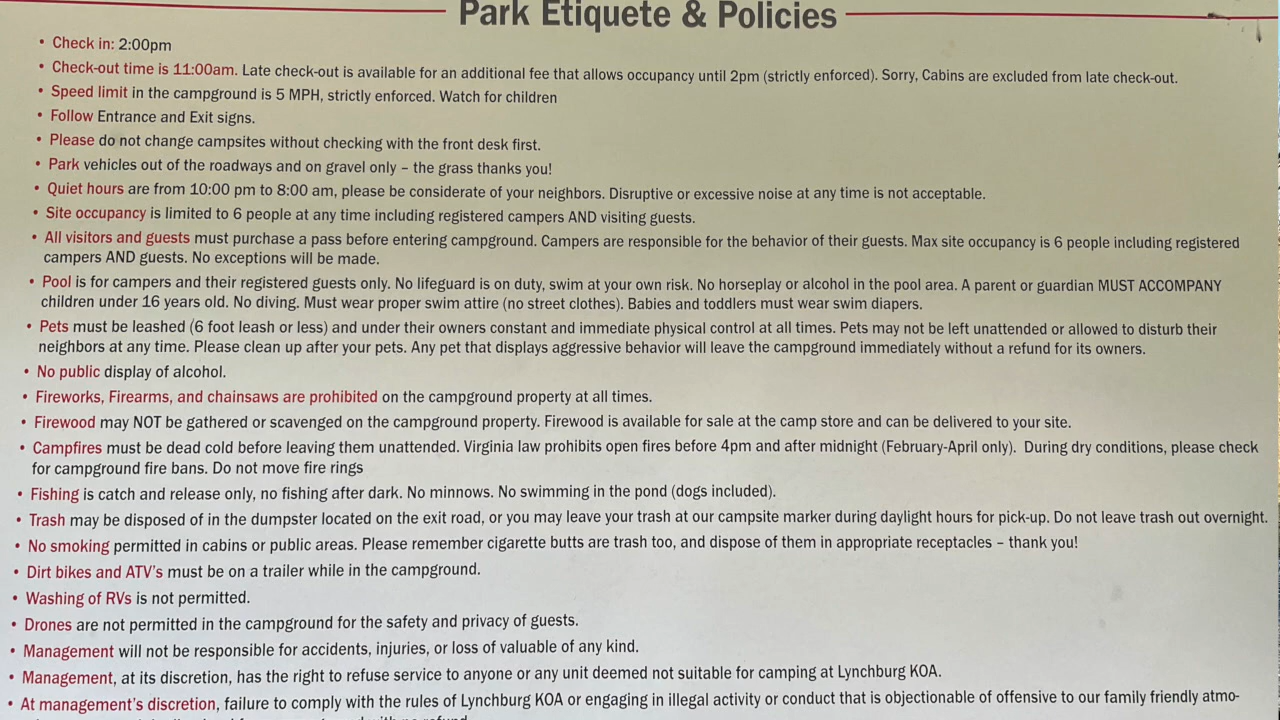 Park Etiquete & Policies
• Check in: 2:00pm
• Check-out time is 11:00am. Late check-out is available for an additional fee that allows occupancy until 2pm (strictly enforced). Sorry, Cabins are excluded from late check-out.
• Speed limit in the campground is 5 MPH, strictly enforced. Watch for children
• Follow Entrance and Exit signs.
• Please do not change campsites without checking with the front desk first.
• Park vehicles out of the roadways and on gravel only – the grass thanks you!
• Quiet hours are from 10:00 pm to 8:00 am, please be considerate of your neighbors. Disruptive or excessive noise at any time is not acceptable.
• Site occupancy is limited to 6 people at any time including registered campers AND visiting guests.
• All visitors and guests must purchase a pass before entering campground. Campers are responsible for the behavior of their guests. Max site occupancy is 6 people including registered
campers AND guests. No exceptions will be made.
• Pool is for campers and their registered guests only. No lifeguard is on duty, swim at your own risk. No horseplay or alcohol in the pool area. A parent or guardian MUST ACCOMPANY
children under 16 years old. No diving. Must wear proper swim attire (no street clothes). Babies and toddlers must wear swim diapers.
• Pets must be leashed (6 foot leash or less) and under their owners constant and immediate physical control at all times. Pets may not be left unattended or allowed to disturb their
neighbors at any time. Please clean up after your pets. Any pet that displays aggressive behavior will leave the campground immediately without a refund for its owners.
• No public display of alcohol.
• Fireworks, Firearms, and chainsaws are prohibited on the campground property at all times.
• Firewood may NOT be gathered or scavenged on the campground property. Firewood is available for sale at the camp store and can be delivered to your site.
• Campfires must be dead cold before leaving them unattended. Virginia law prohibits open fires before 4pm and after midnight (February-April only). During dry conditions, please check
for campground fire bans. Do not move fire rings
• Fishing is catch and release only, no fishing after dark. No minnows. No swimming in the pond (dogs included).
• Trash may be disposed of in the dumpster located on the exit road, or you may leave your trash at our campsite marker during daylight hours for pick-up. Do not leave trash out overnight.
• No smoking permitted in cabins or public areas. Please remember cigarette butts are trash too, and dispose of them in appropriate receptacles – thank you!
• Dirt bikes and ATV's must be on a trailer while in the campground.
• Washing of RVs is not permitted.
• Drones are not permitted in the campground for the safety and privacy of guests.
• Management will not be responsible for accidents, injuries, or loss of valuable of any kind.
• Management, at its discretion, has the right to refuse service to anyone or any unit deemed not suitable for camping at Lynchburg KOA.
• At management's discretion, failure to comply with the rules of Lynchburg KOA or engaging in illegal activity or conduct that is objectionable of offensive to our family friendly atmo-
with no refund